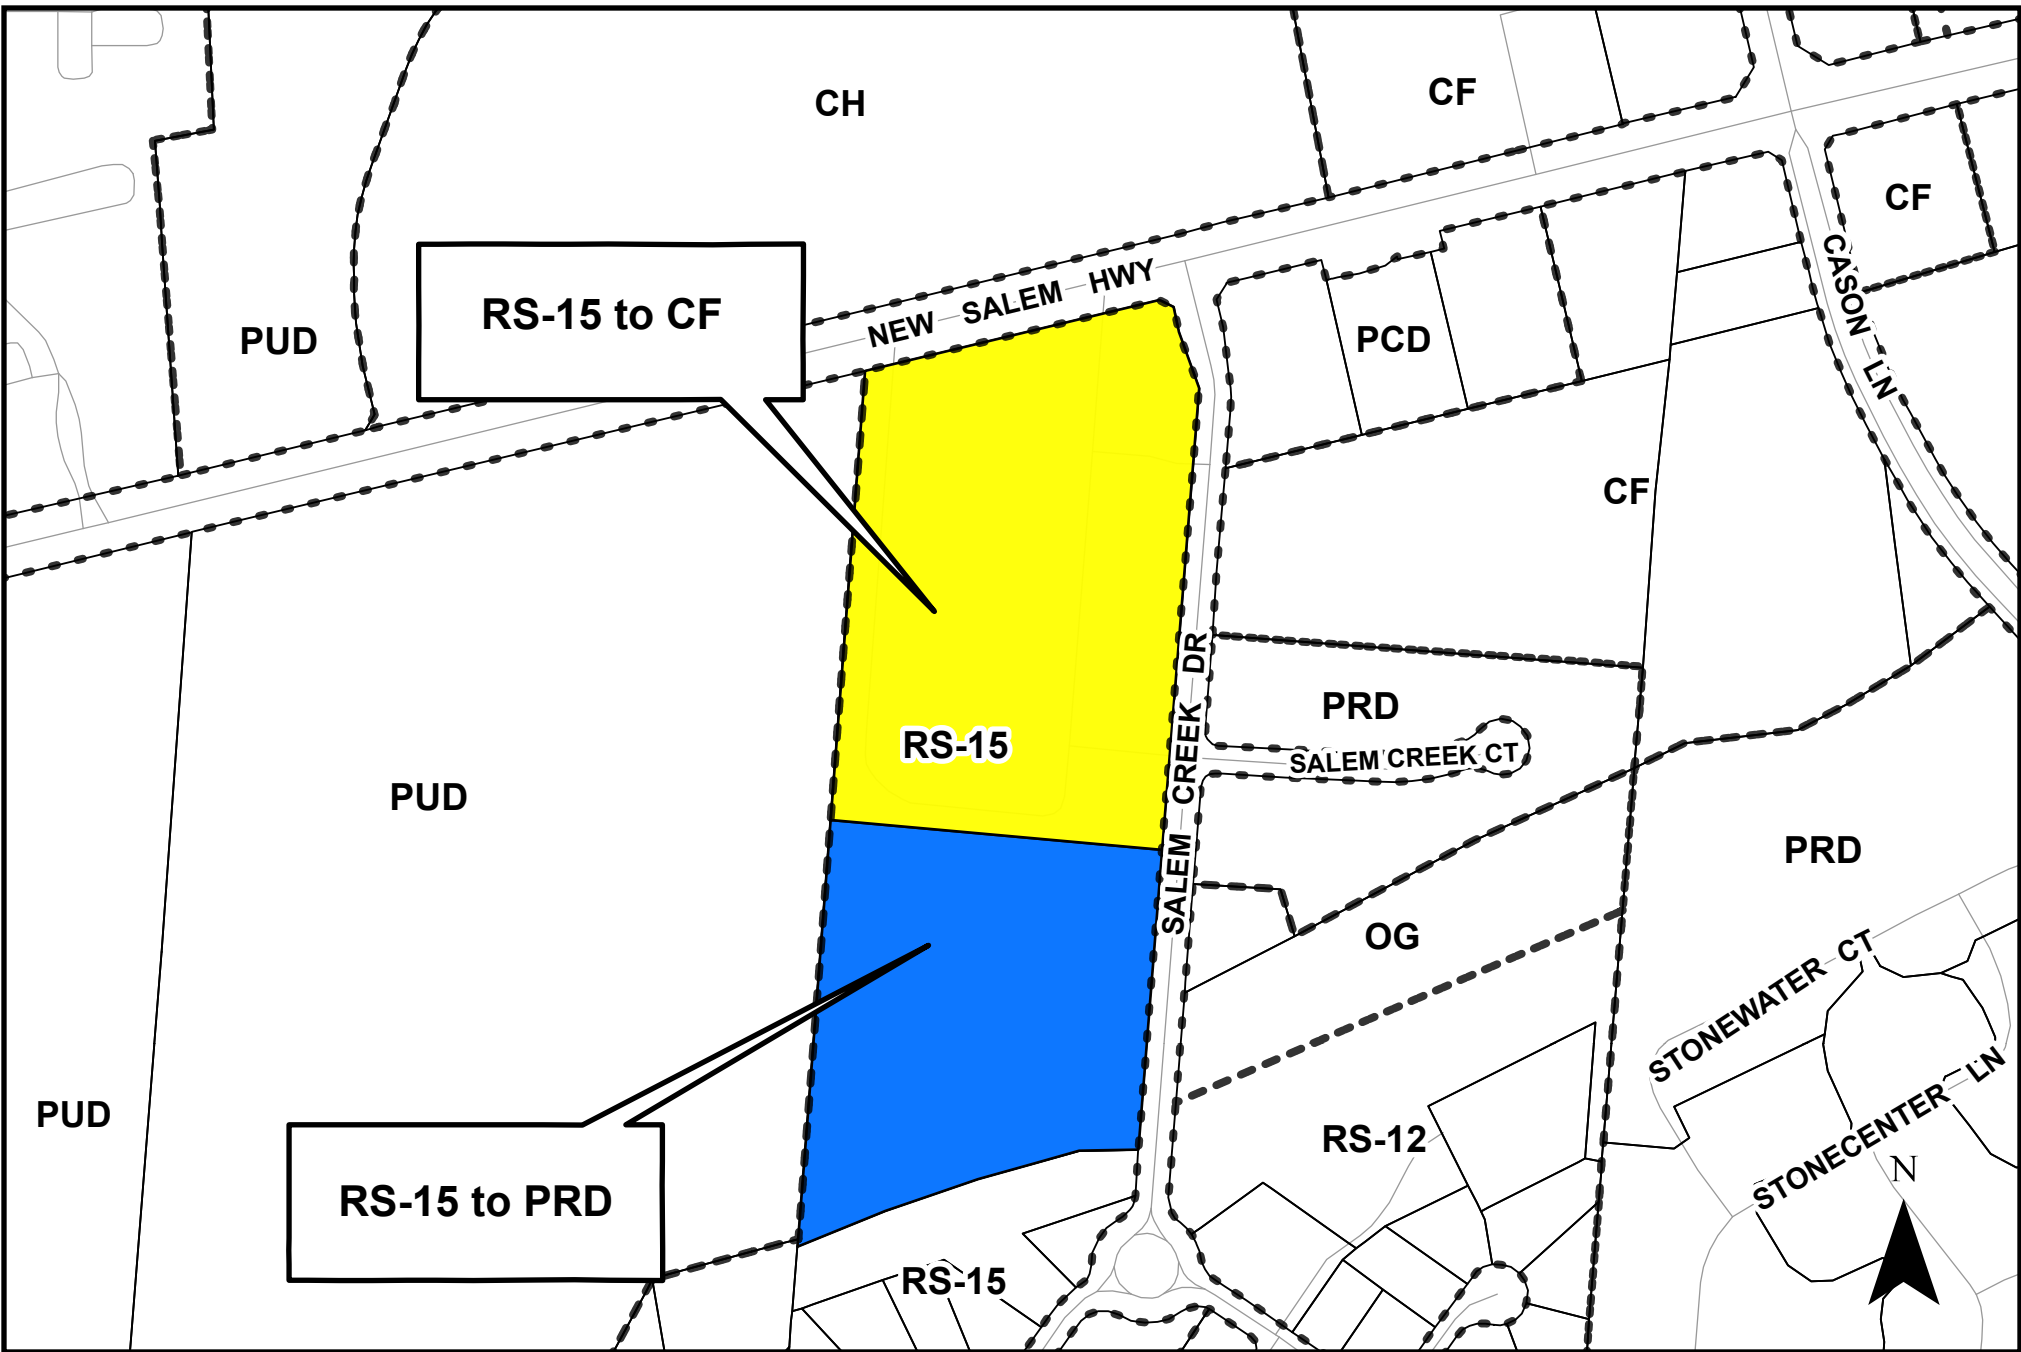 CH
CF
CF
NEW SALEM HWY
CASON LN
RS-15 to CF
PUD
PCD
CF
SALEM CREEK DR
PRD
RS-15
SALEM CREEK CT
PUD
PRD
OG
STONEWATER CT
PUD
RS-12
STONECENTER LN
N
RS-15 to PRD
RS-15